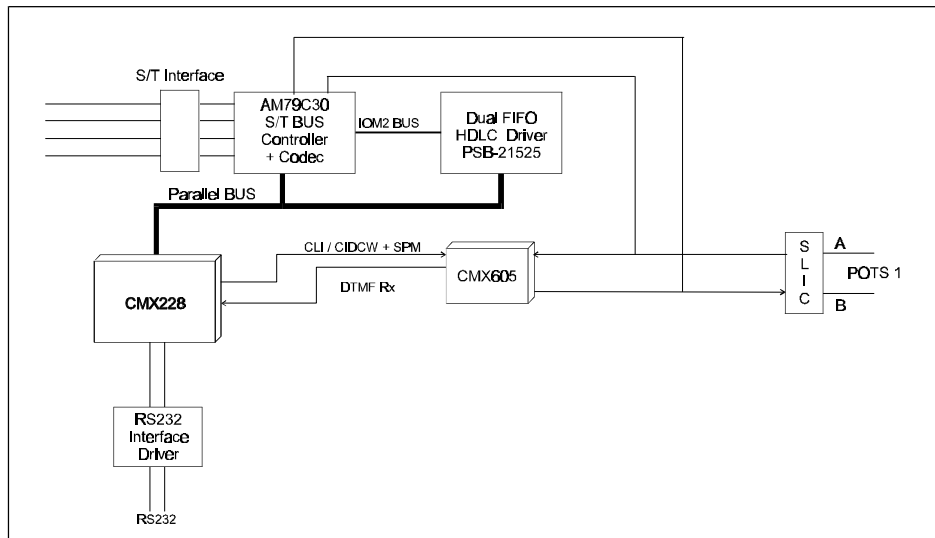 S/T Interface
AM79C30
S/T BUS
Controller
+ Codec
IOM2 BUS
Dual FIFO
HDLC Driver
PSB-21525
Parallel BUS
CLI / CIDCW + SPM
CMX605
DTMF Rx
CMX228
S
L
I
C
A
POTS 1
B
RS232
Interface
Driver
RS232